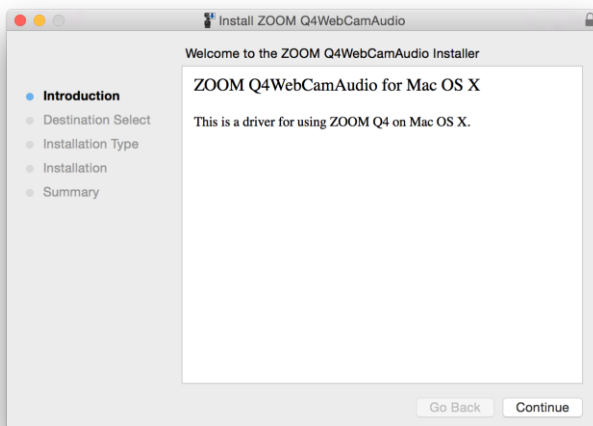 Install ZOOM Q4WebCamAudio
Welcome to the ZOOM Q4WebCamAudio Installer
Introduction
Destination Select
Installation Type
Installation
Summary
ZOOM Q4WebCamAudio for Mac OS X
This is a driver for using ZOOM Q4 on Mac OS X.
Go Back
Continue